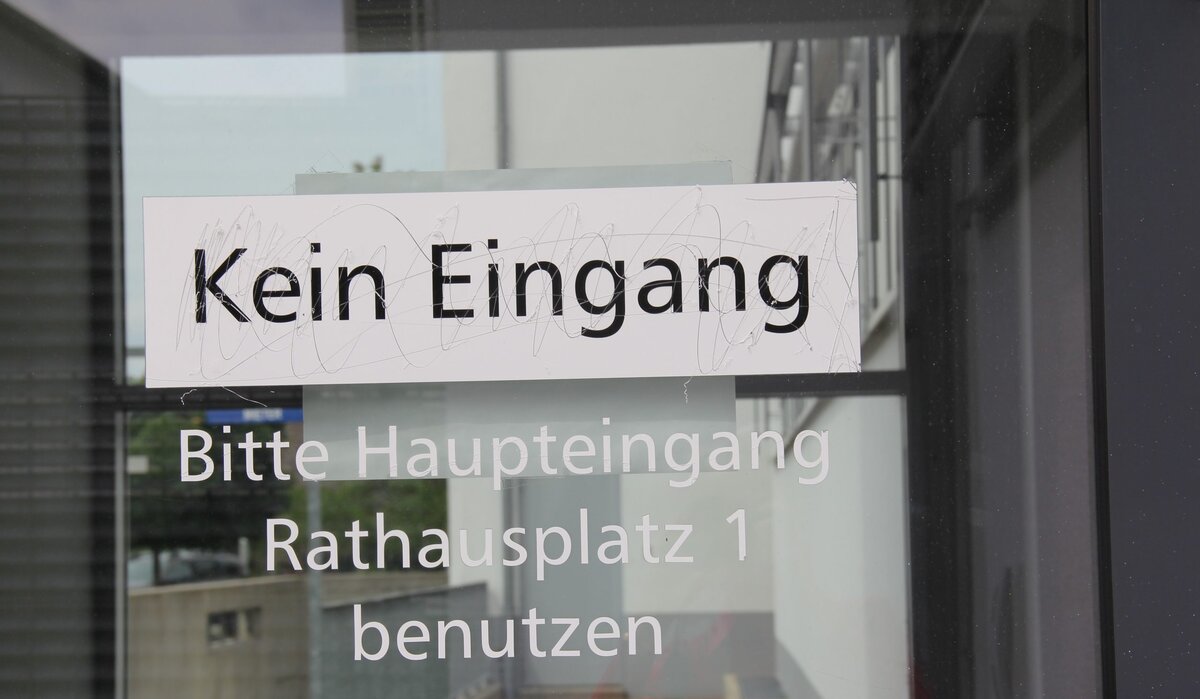 Kein Eingang
Bitte Haupteingang
Rathausplatz 1
benutzen